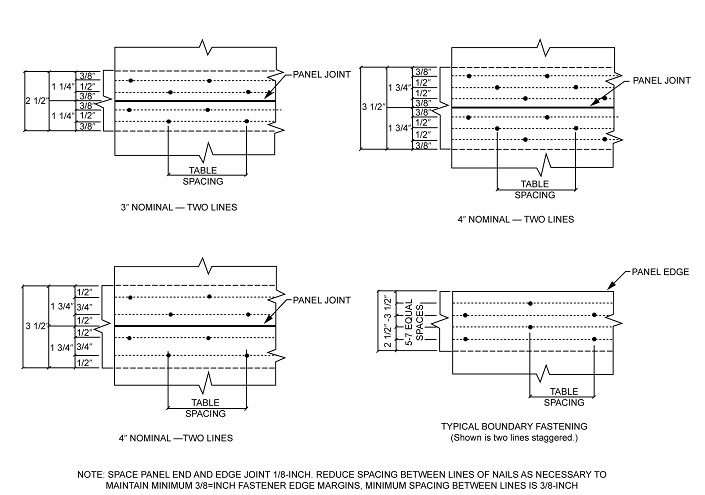 3/8"
1 1/4"
1/2"
3/8"
2 1/2"
3/8"
1 1/4"
1/2"
3/8"
PANEL JOINT
TABLE
SPACING
3" NOMINAL — TWO LINES
3/8"
1 3/4"
1/2"
1/2"
3/8"
3 1/2"
3/8"
1/2"
1 3/4"
1/2"
3/8"
PANEL JOINT
TABLE
SPACING
4" NOMINAL — TWO LINES
1/2"
1 3/4"
3/4"
1/2"
3 1/2"
1/2"
1 3/4"
3/4"
1/2"
PANEL JOINT
TABLE
SPACING
4" NOMINAL —TWO LINES
2 1/2" -3 1/2"
5-7 EQUAL
SPACES
PANEL EDGE
TABLE
SPACING
TYPICAL BOUNDARY FASTENING
(Shown is two lines staggered.)
NOTE: SPACE PANEL END AND EDGE JOINT 1/8-INCH. REDUCE SPACING BETWEEN LINES OF NAILS AS NECESSARY TO
MAINTAIN MINIMUM 3/8=INCH FASTENER EDGE MARGINS, MINIMUM SPACING BETWEEN LINES IS 3/8-INCH